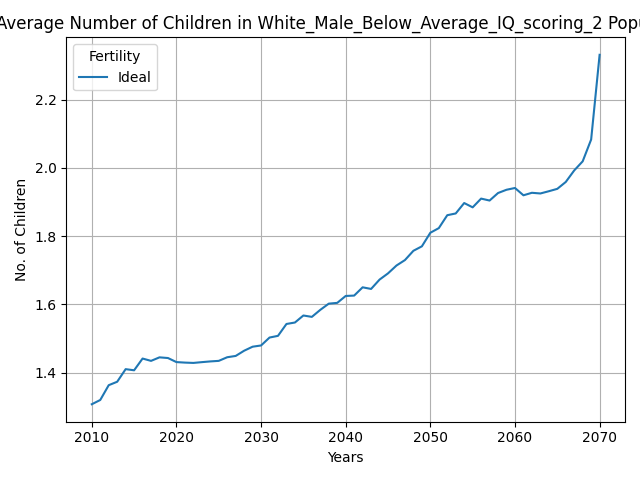 Average Number of Children in White_Male_Below_Average_IQ_scoring_2
Fertility
Ideal
2.2
2.0
1.8
1.6
1.4
No. of Children
2010 2020 2030 2040 2050 2060 2070
Years